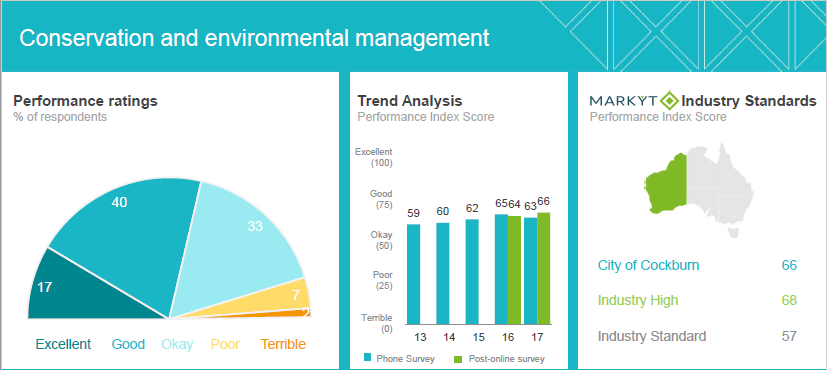 Conservation and environmental management
Performance ratings
% of respondents
40
33
17
7
2
Excellent Good Okay Poor Terrible
Trend Analysis
Performance Index Score
Excellent
(100)
Good
(75)
Okay
(50)
Poor
(25)
Terrible
(0)
59 60 62 65 64 63 66
13 14 15 16 17
Phone Survey Post-online survey
MARKYT Industry Standards
Performance Index Score
City of Cockburn 66
Industry High 68
Industry Standard 57